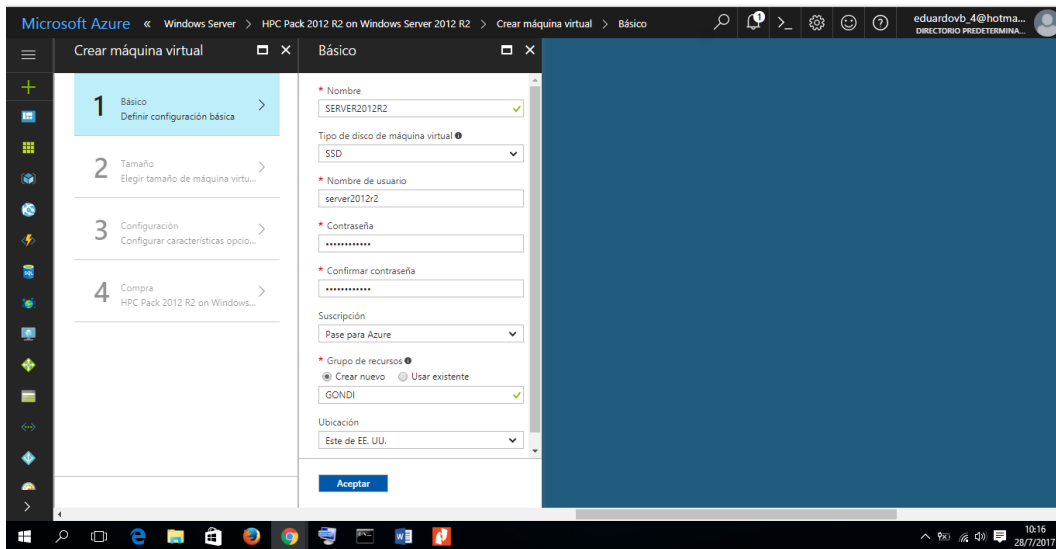 Microsoft Azure « Windows Server > HPC Pack 2012 R2 on Windows Server 2012 R2 > Crear máquina virtual > Básico
1
eduardovb_4@hotma...
DIRECTORIO PREDETERMINA...
Crear máquina virtual
1
Básico
Definir configuración básica
2
Tamaño
Elegir tamaño de máquina virtu...
3
Configuración
Configurar características opcio...
4
Compra
HPC Pack 2012 R2 on Windows...
Básico
* Nombre
SERVER2012R2
Tipo de disco de máquina virtual
SSD
* Nombre de usuario
server2012r2
* Contraseña
••••••••••••
* Confirmar contraseña
••••••••••••
Suscripción
Pase para Azure
* Grupo de recursos
Crear nuevo Usar existente
GONDI
Ubicación
Este de EE. UU.
Aceptar
SQL
10:16
28/7/2017